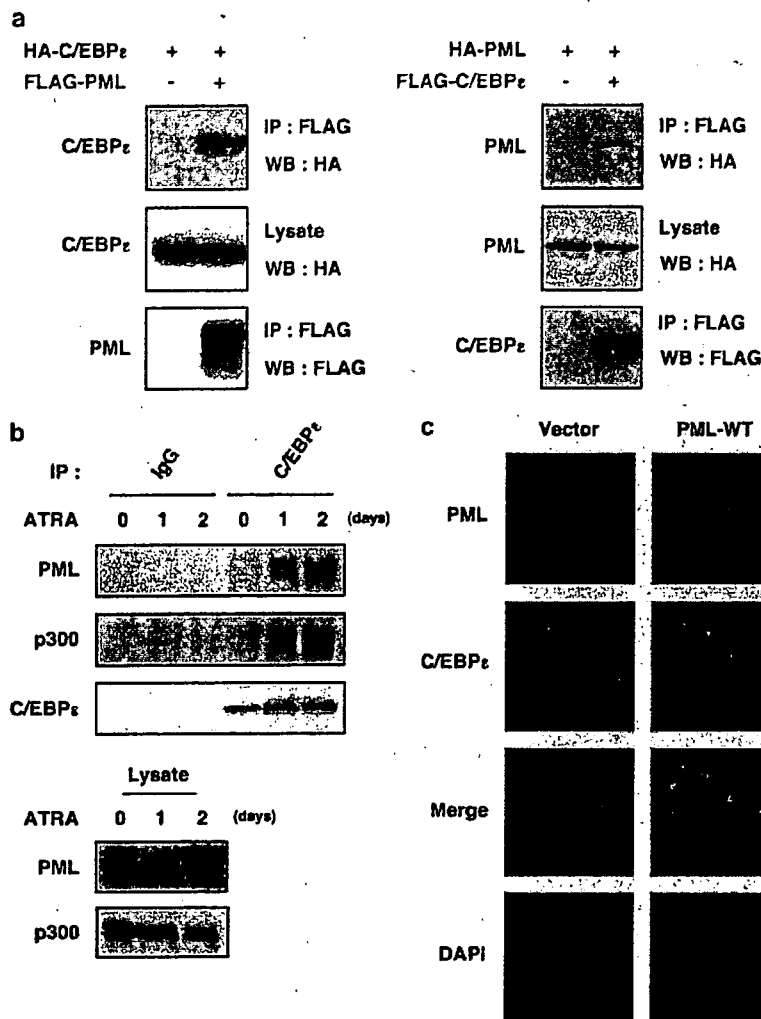 a
HA-C/EBPε + +
FLAG-PML - +
C/EBPε
IP : FLAG
WB : HA
C/EBPε
Lysate
WB : HA
PML
IP : FLAG
WB : FLAG
HA-PML + +
FLAG-C/EBPε - +
PML
IP : FLAG
WB : HA
PML
Lysate
WB : HA
C/EBPε
IP : FLAG
WB : FLAG
b
IP : IgG C/EBPε
ATRA 0 1 2 0 1 2 (days)
PML
p300
C/EBPε
Lysate
ATRA 0 1 2 (days)
PML
p300
c
Vector PML-WT
PML
C/EBPε
Merge
DAPI